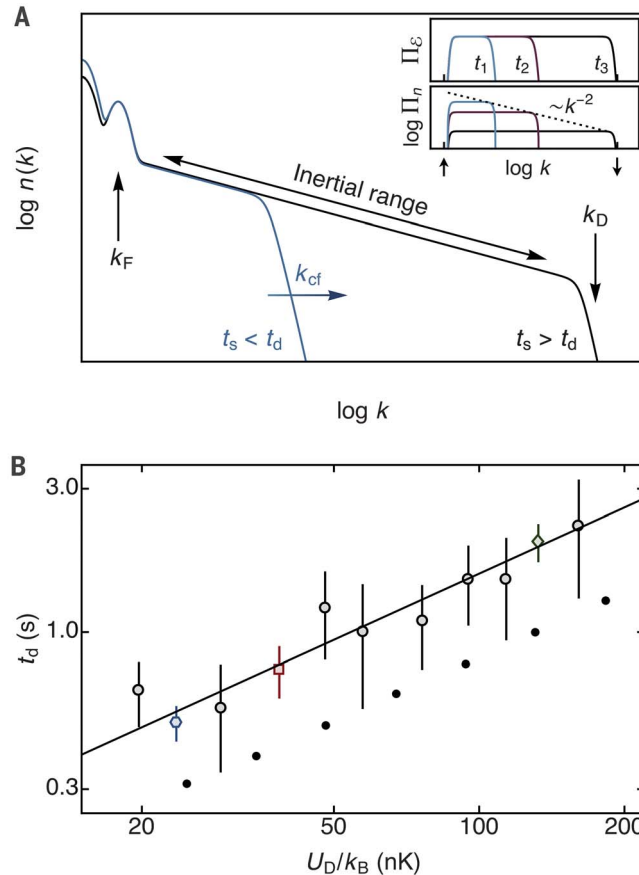 A
log n(k)
k_F
Inertial range
k_cf
k_D
t_s < t_d
t_s > t_d
log k
Π_ℰ
t_1 t_2 t_3
log Π_n
~k^−2
log k
B
3.0
1.0
0.3
t_d (s)
20 50 100 200
U_D/k_B (nK)